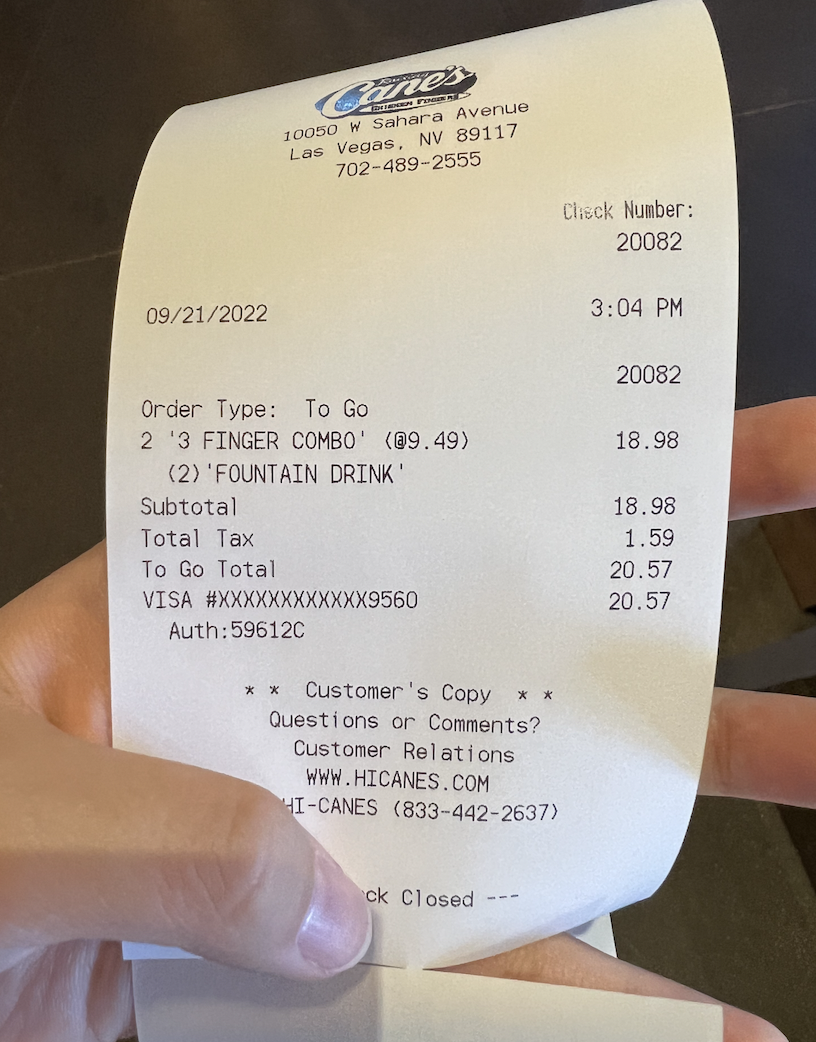 Raising
Cane's
CHICKEN FINGERS
10050 W Sahara Avenue
Las Vegas, NV 89117
702-489-2555
Check Number:
20082
09/21/2022 3:04 PM
20082
Order Type: To Go
2 '3 FINGER COMBO' (@9.49) 18.98
(2)'FOUNTAIN DRINK'
Subtotal 18.98
Total Tax 1.59
To Go Total 20.57
VISA #XXXXXXXXXXXX9560 20.57
Auth:59612C
* * Customer's Copy * *
Questions or Comments?
Customer Relations
WWW.HICANES.COM
HI-CANES (833-442-2637)
Closed ---